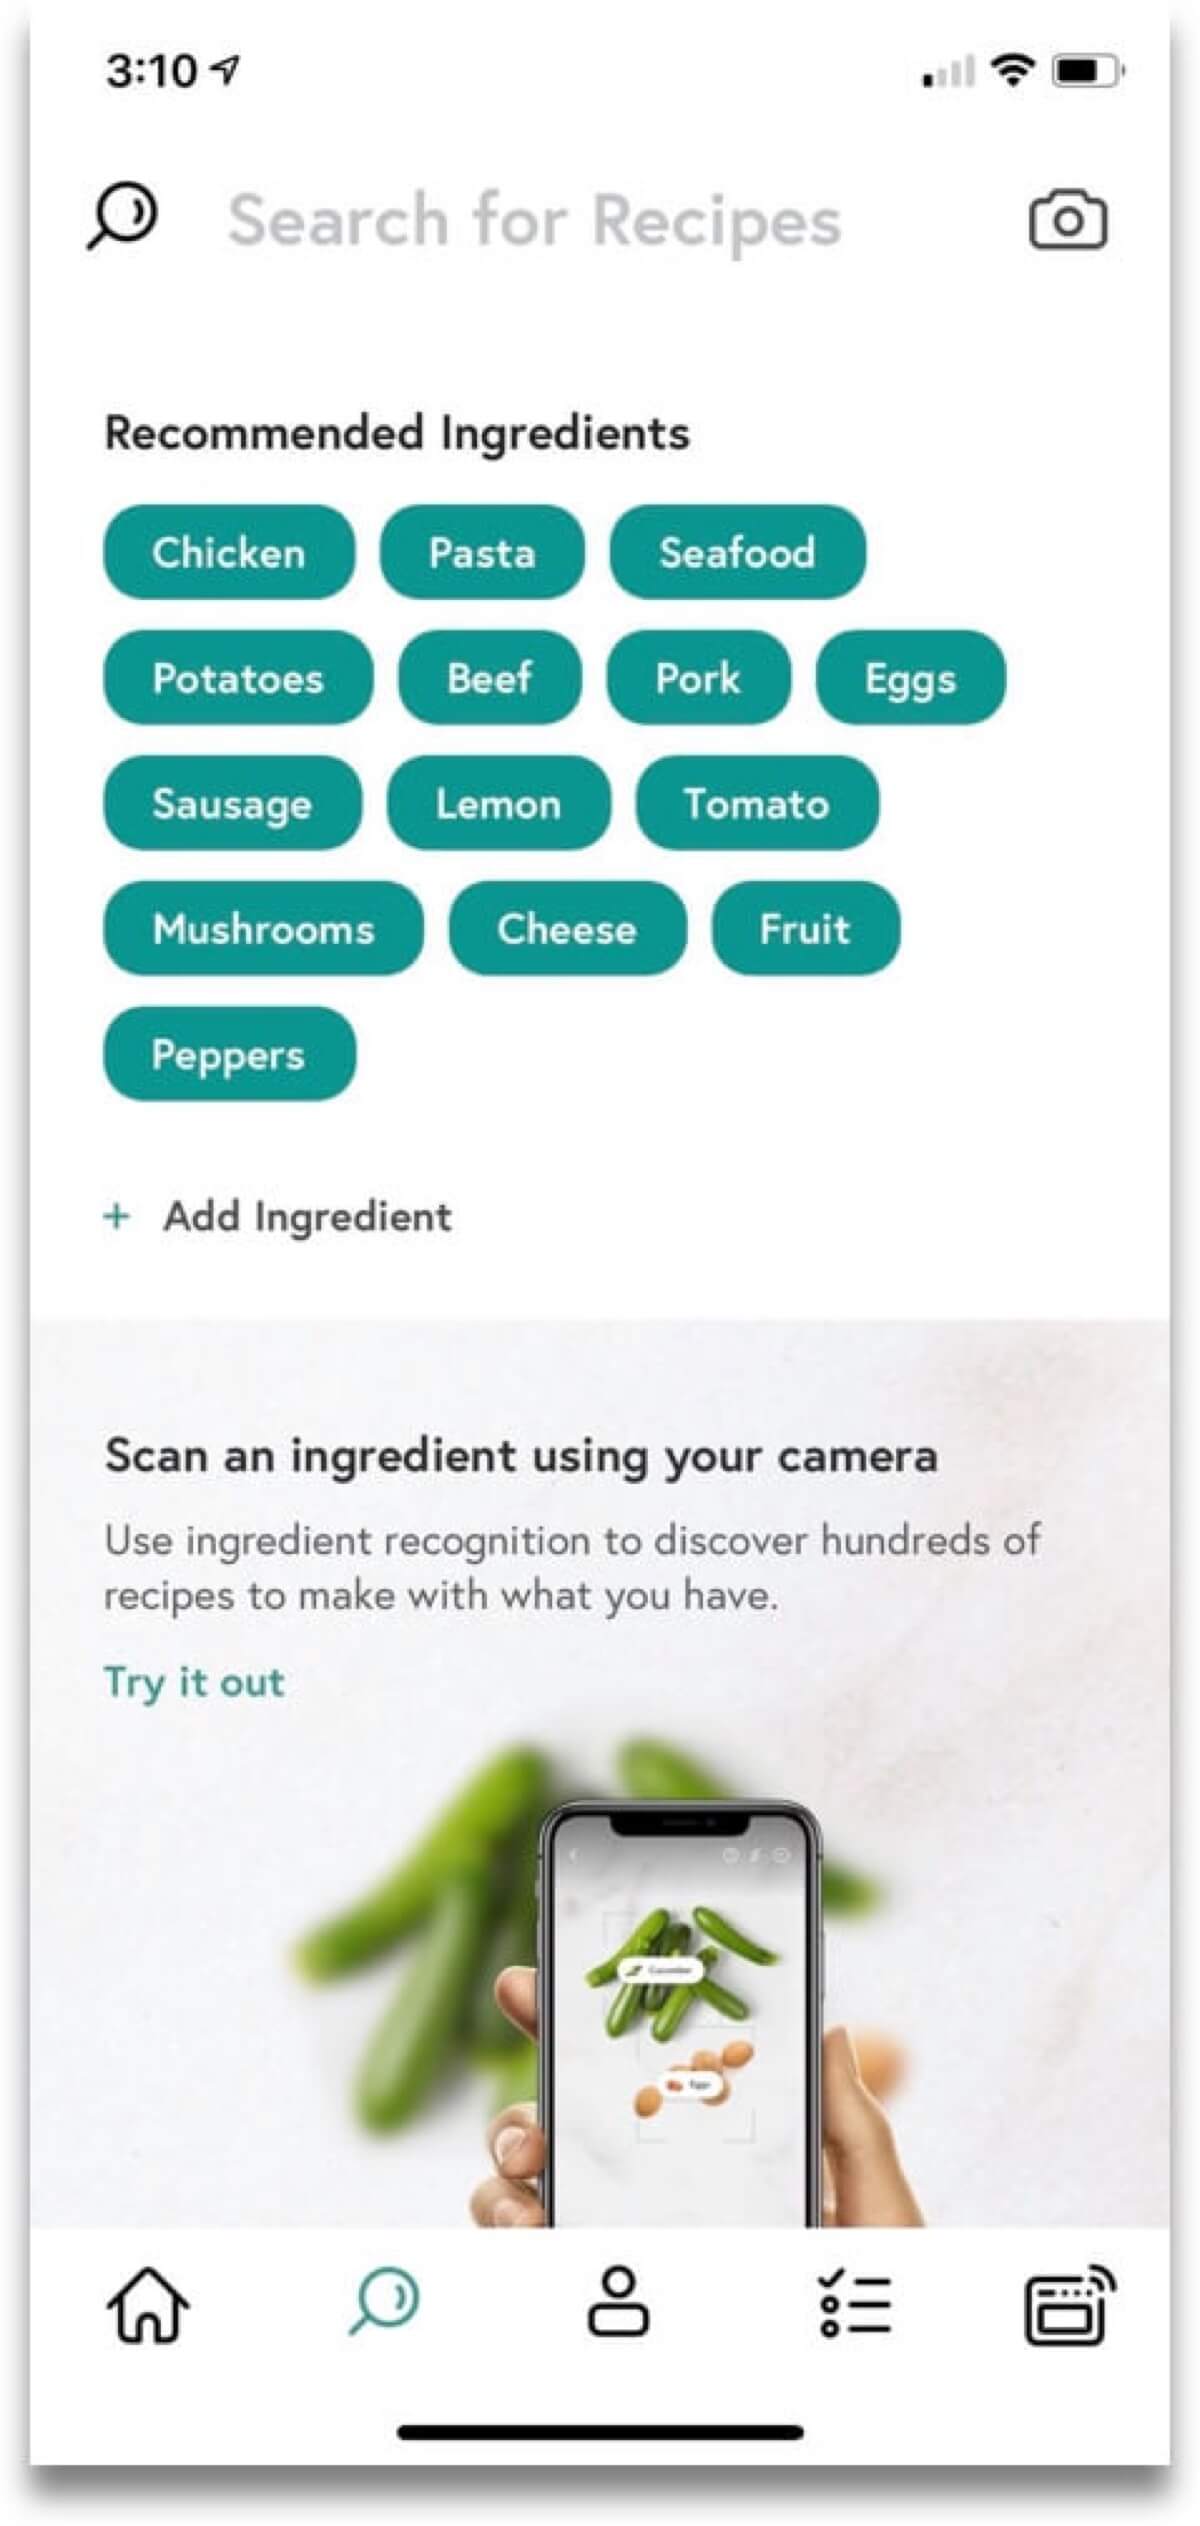 3:10
Search for Recipes
Recommended Ingredients
Chicken Pasta Seafood
Potatoes Beef Pork Eggs
Sausage Lemon Tomato
Mushrooms Cheese Fruit
Peppers
+ Add Ingredient
Scan an ingredient using your camera
Use ingredient recognition to discover hundreds of
recipes to make with what you have.
Try it out